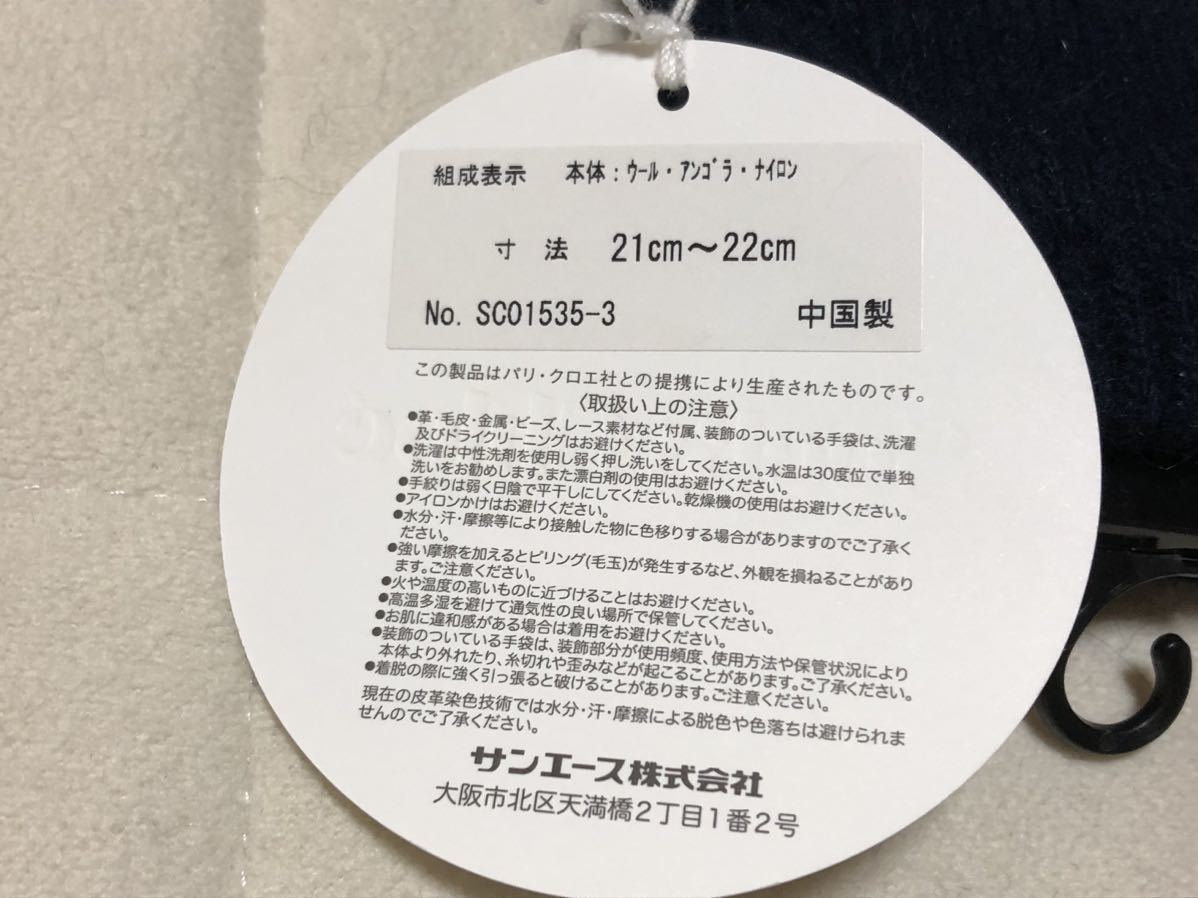 組成表示　本体：ｳｰﾙ・ｱﾝｺﾞﾗ・ﾅｲﾛﾝ
寸　法　21cm～22cm
No. SC01535-3　中国製
この製品はパリ・クロエ社との提携により生産されたものです。
〈取扱い上の注意〉
●革・毛皮・金属・ビーズ、レース素材など付属、装飾のついている手袋は、洗濯
及びドライクリーニングはお避けください。
●洗濯は中性洗剤を使用し弱く押し洗いをしてください。水温は30度位で単独
洗いをお勧めします。また漂白剤の使用はお避けください。
●手絞りは弱く日陰で平干しにしてください。乾燥機の使用はお避けください。
●アイロンかけはお避けください。
●水分・汗・摩擦等により接触した物に色移りする場合がありますのでご了承く
ださい。
●強い摩擦を加えるとピリング(毛玉)が発生するなど、外観を損ねることがあり
ます。ご注意ください。
●火や温度の高いものに近づけることはお避けください。
●高温多湿を避けて通気性の良い場所で保管してください。
●お肌に違和感がある場合は着用をお避けください。
●装飾のついている手袋は、装飾部分が使用頻度、使用方法や保管状況により
本体より外れたり、糸切れや歪みなどが起こることがあります。ご了承ください。
●着脱の際に強く引っ張ると破けることがあります。ご注意ください。
現在の皮革染色技術では水分・汗・摩擦による脱色や色落ちは避けられま
せんのでご了承ください。
サンエース株式会社
大阪市北区天満橋2丁目1番2号